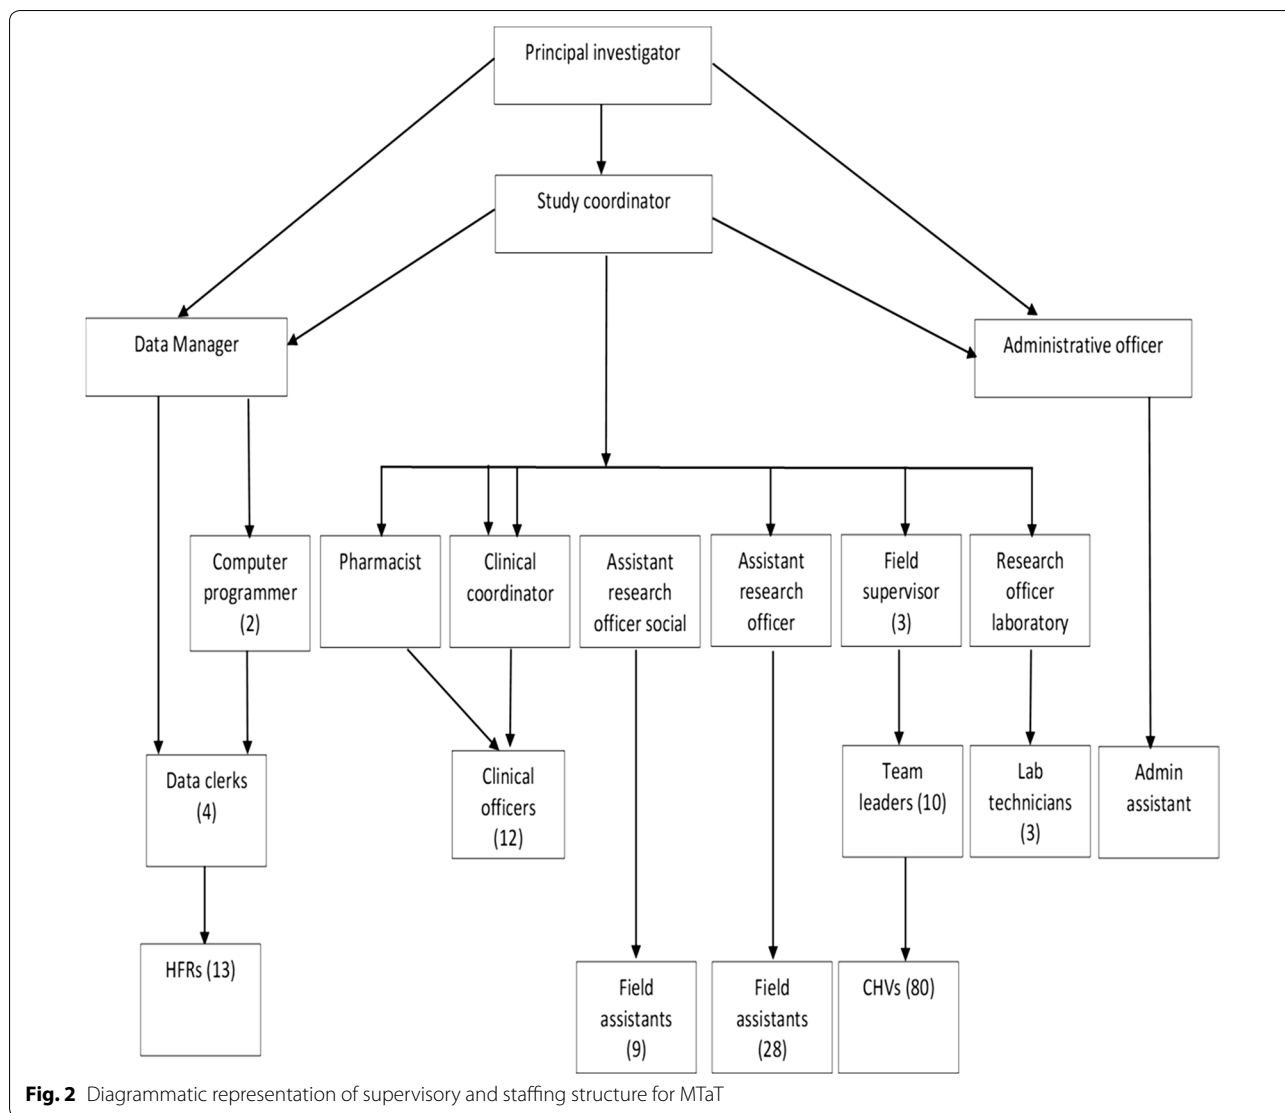 Principal investigator
Study coordinator
Data Manager
Administrative officer
Computer
programmer
(2)
Pharmacist
Clinical
coordinator
Assistant
research
officer social
Assistant
research
officer
Field
supervisor
(3)
Research
officer
laboratory
Data clerks
(4)
Clinical
officers
(12)
Team
leaders (10)
Lab
technicians
(3)
Admin
assistant
HFRs (13)
Field
assistants
(9)
Field
assistants
(28)
CHVs (80)
Fig. 2 Diagrammatic representation of supervisory and staffing structure for MTaT